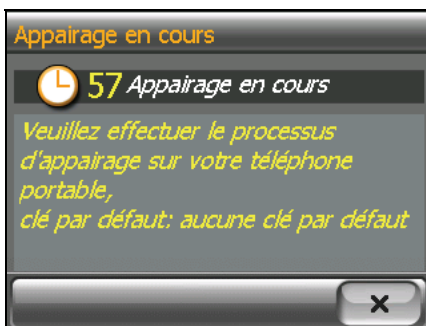 Appairage en cours
57 Appairage en cours
Veuillez effectuer le processus
d'appairage sur votre téléphone
portable,
clé par défaut: aucune clé par défaut